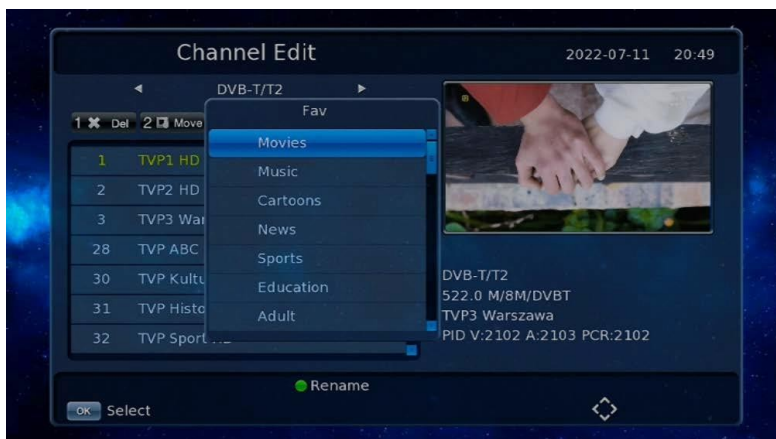 Channel Edit
2022-07-11 20:49
DVB-T/T2
1 Del 2 Move
Fav
Movies
Music
Cartoons
News
Sports
Education
Adult
1 TVP1 HD
2 TVP2 HD
3 TVP3 War
28 TVP ABC
30 TVP Kultu
31 TVP Histo
32 TVP Sport
DVB-T/T2
522.0 M/8M/DVBT
TVP3 Warszawa
PID V:2102 A:2103 PCR:2102
Rename
OK Select